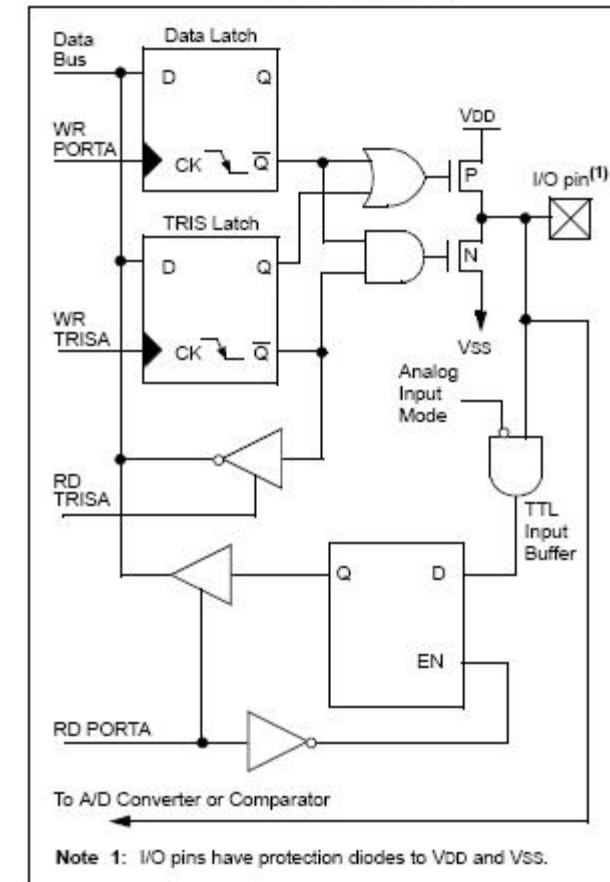 Data Latch
Data
Bus
D
Q
WR
PORTA
CK
Q
VDD
P
I/O pin(1)
TRIS Latch
D
Q
N
WR
TRISA
CK
Q
VSS
Analog
Input
Mode
RD
TRISA
TTL
Input
Buffer
Q
D
EN
RD PORTA
To A/D Converter or Comparator
Note 1: I/O pins have protection diodes to VDD and VSS.